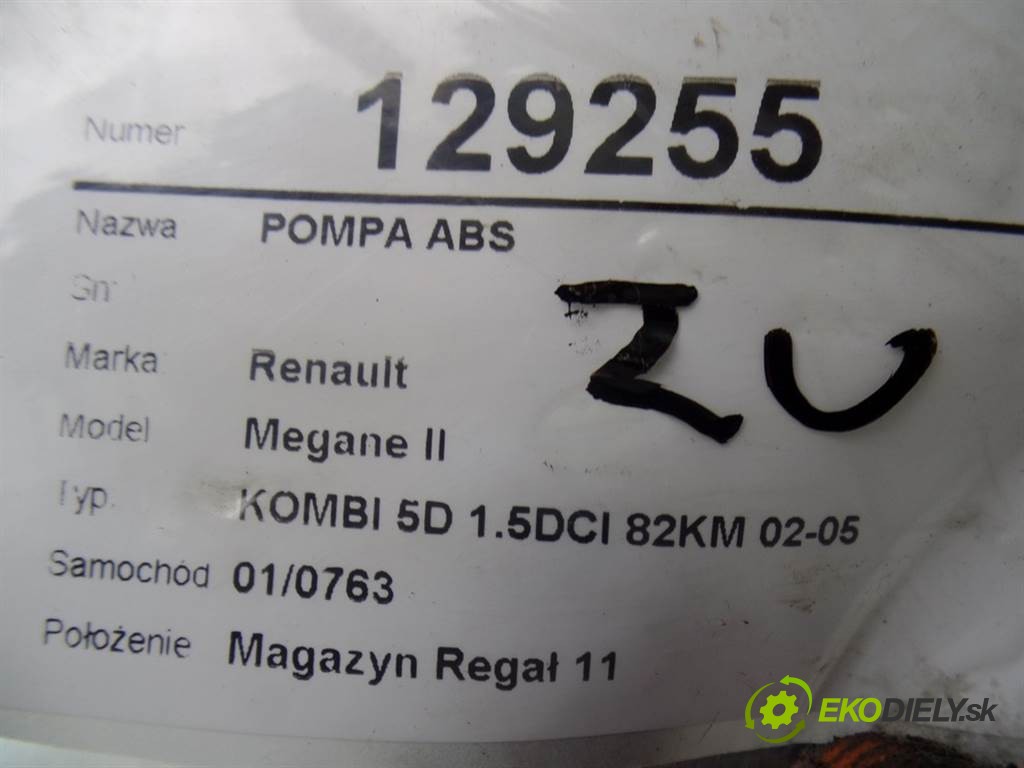 Numer 129255
Nazwa POMPA ABS
Sn
Marka Renault
ZU
Model Megane II
Typ. KOMBI 5D 1.5DCI 82KM 02-05
Samochód 01/0763
Położenie Magazyn Regał 11
EKODIELY.sk